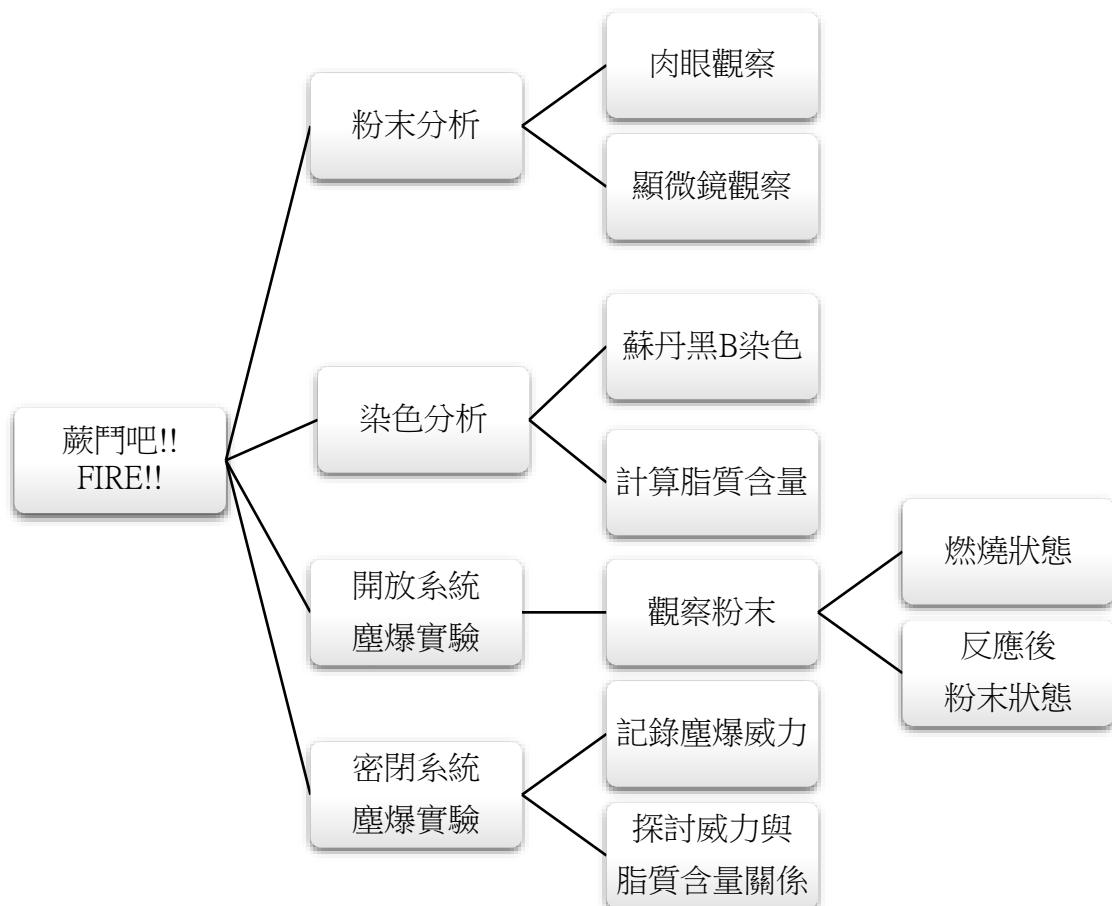 蕨鬥吧!!
FIRE!!
粉末分析
肉眼觀察
顯微鏡觀察
染色分析
蘇丹黑B染色
計算脂質含量
開放系統
塵爆實驗
觀察粉末
燃燒狀態
反應後
粉末狀態
密閉系統
塵爆實驗
記錄塵爆威力
探討威力與
脂質含量關係